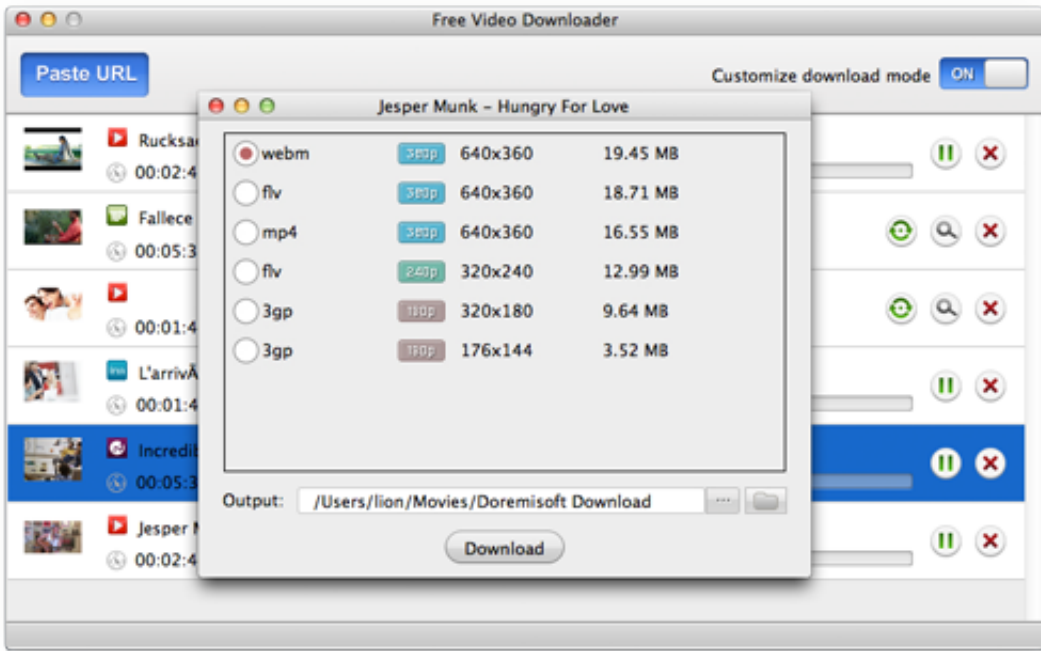 Free Video Downloader
Paste URL
Customize download mode ON
Jesper Munk – Hungry For Love
webm 360p 640x360 19.45 MB
flv 360p 640x360 18.71 MB
mp4 360p 640x360 16.55 MB
flv 240p 320x240 12.99 MB
3gp 320x180 9.64 MB
3gp 176x144 3.52 MB
Output: /Users/lion/Movies/Doremisoft Download ...
Download
Rucksa
00:02:4
Fallece
00:05:3
00:01:4
L'arrivÃ
00:01:4
Incredi
00:05:3
Jesper M
00:02:4